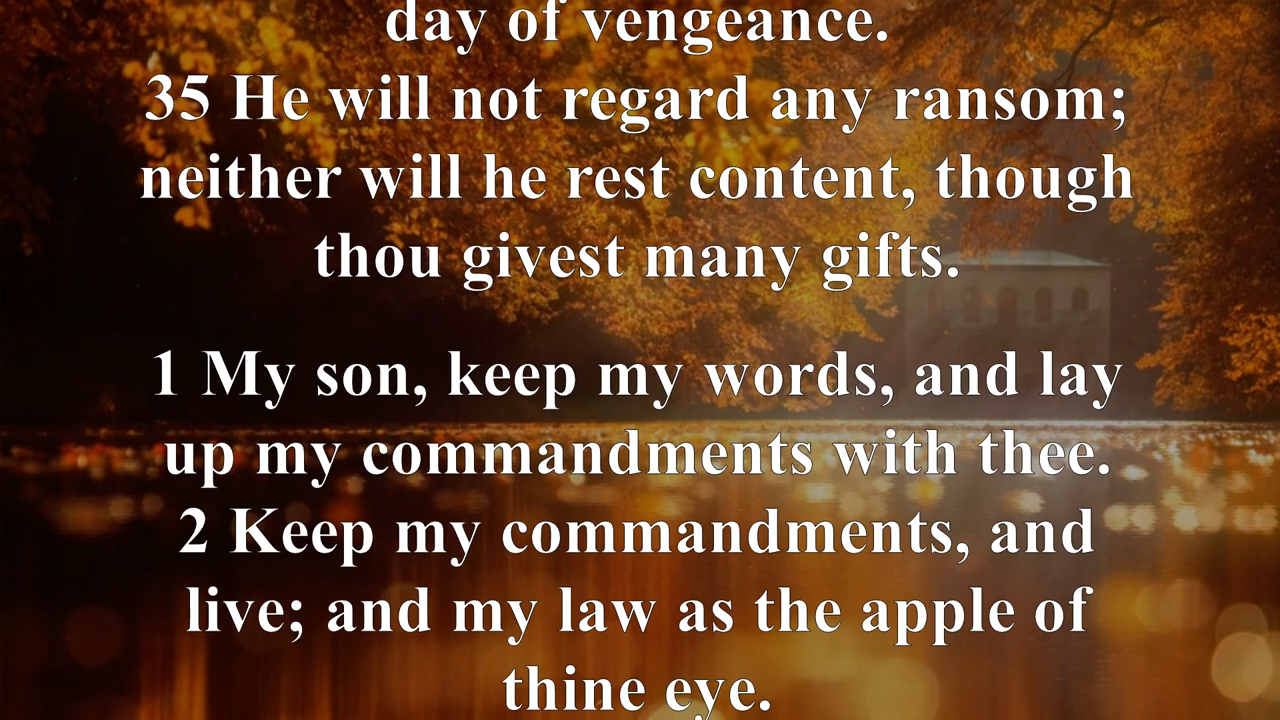 day of vengeance.
35 He will not regard any ransom;
neither will he rest content, though
thou givest many gifts.
1 My son, keep my words, and lay
up my commandments with thee.
2 Keep my commandments, and
live; and my law as the apple of
thine eye.